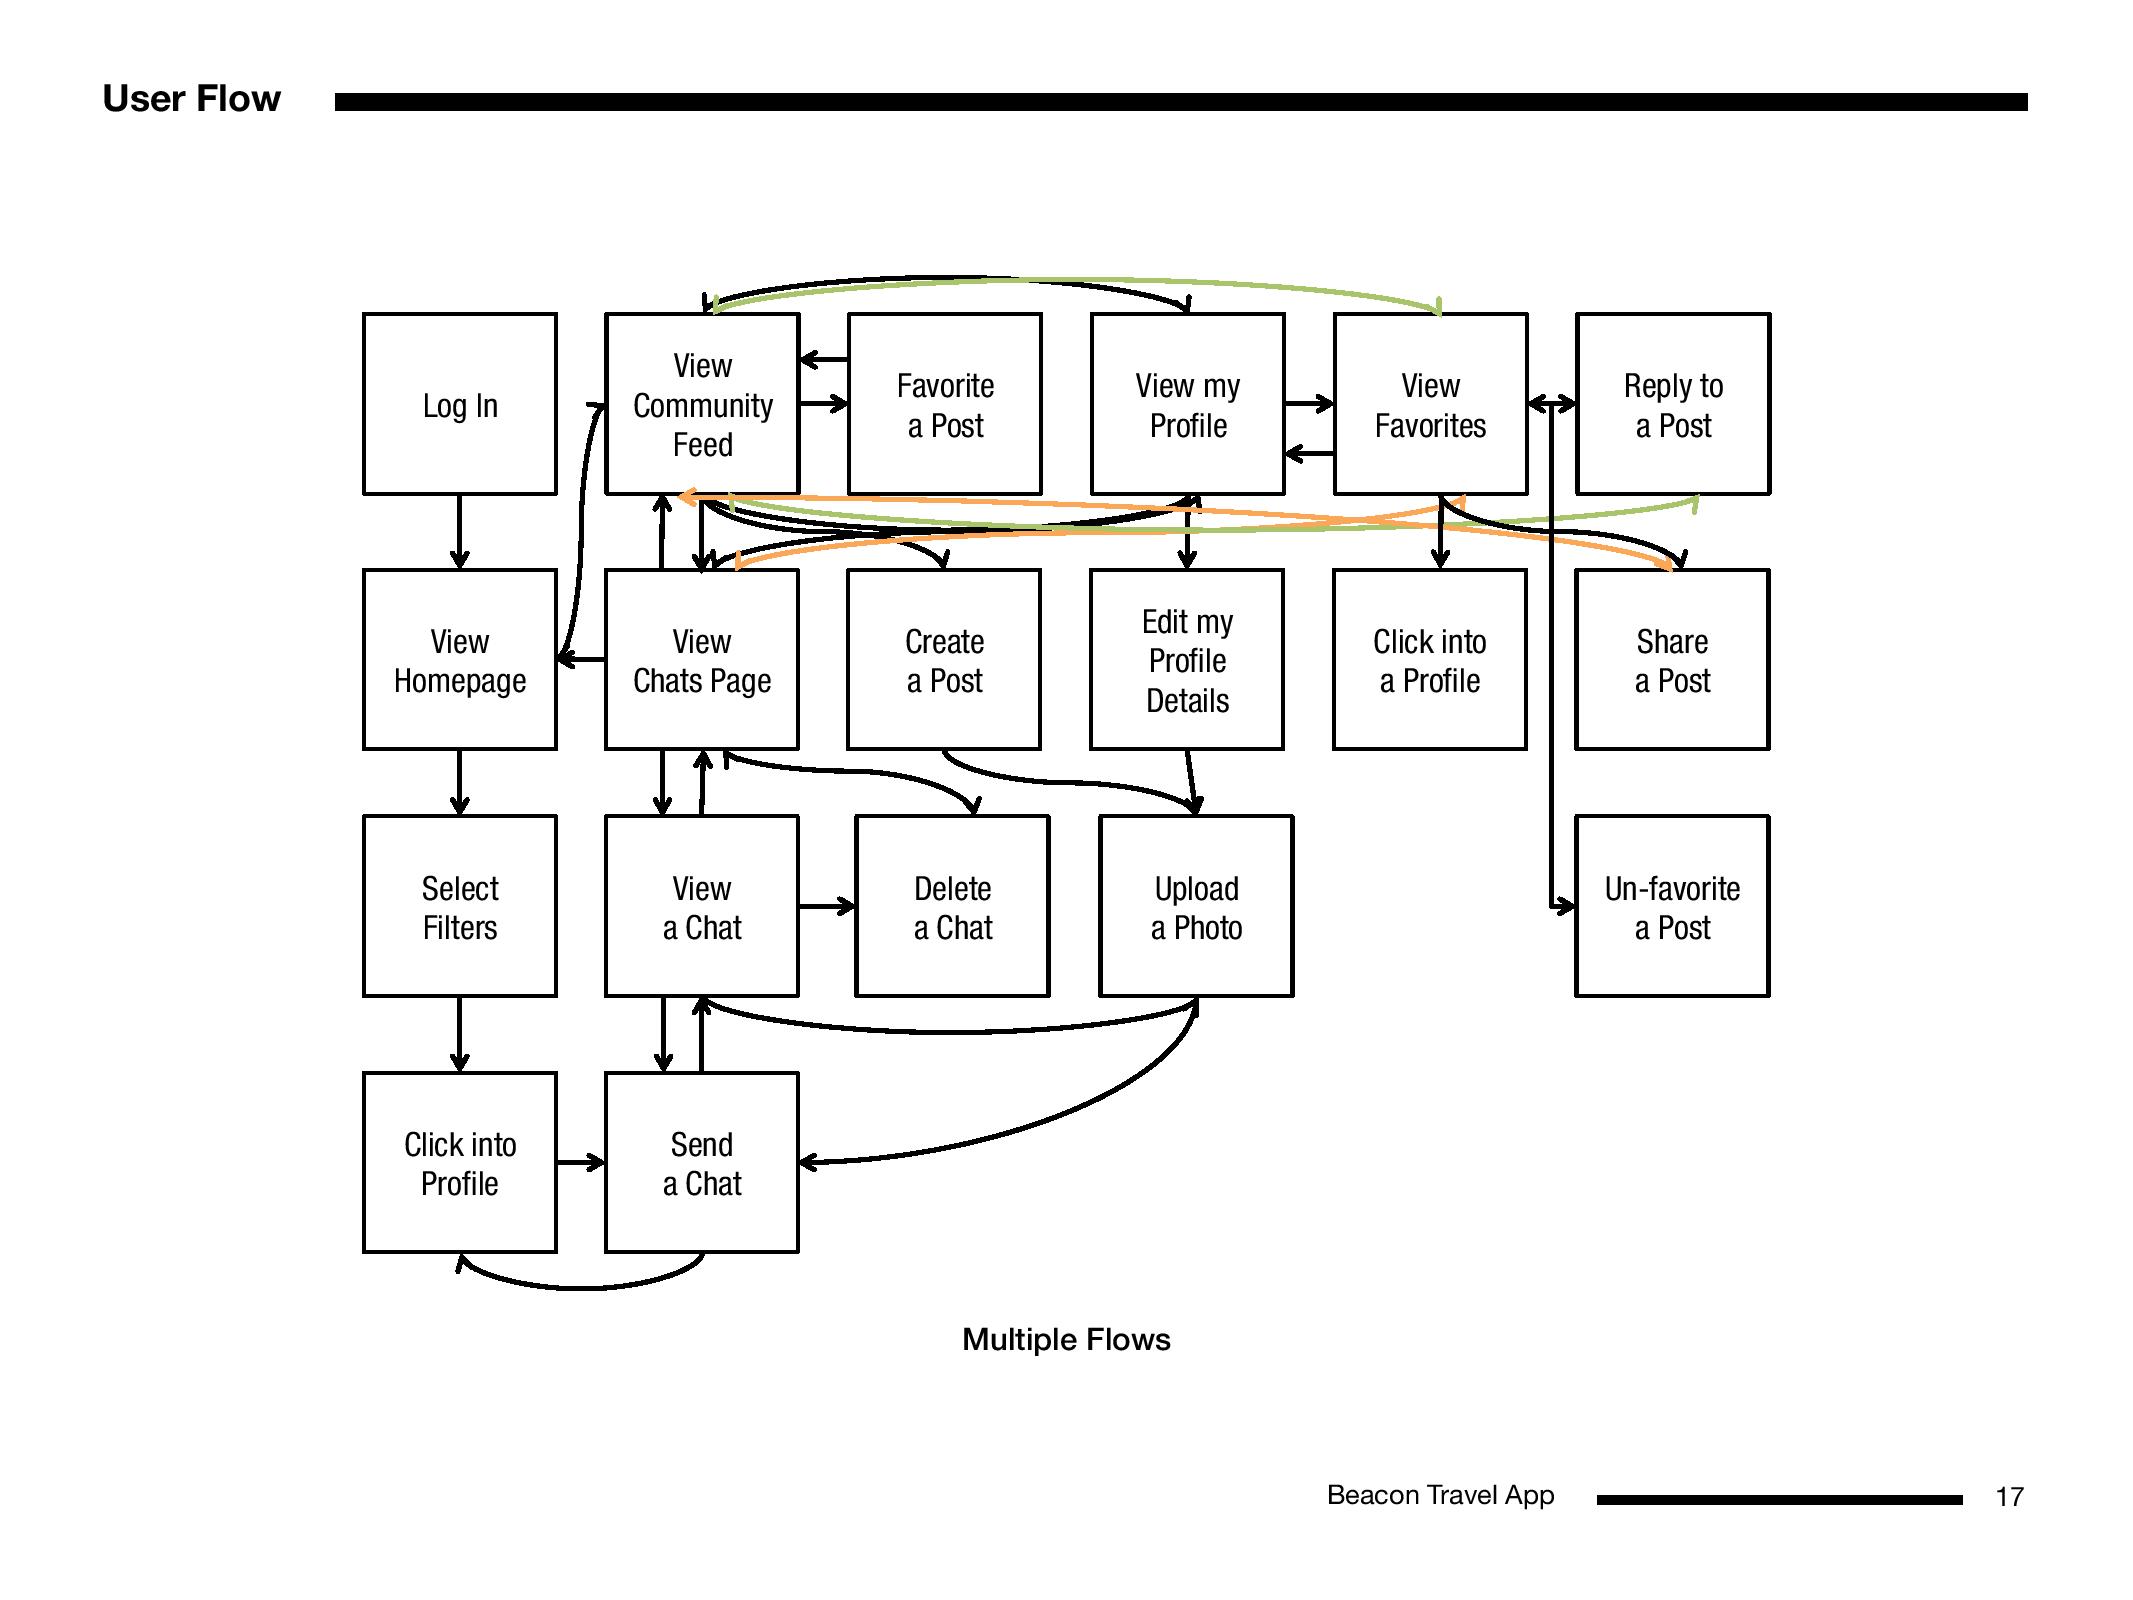 User Flow
Log In
View
Community
Feed
Favorite
a Post
View my
Profile
View
Favorites
Reply to
a Post
View
Homepage
View
Chats Page
Create
a Post
Edit my
Profile
Details
Click into
a Profile
Share
a Post
Select
Filters
View
a Chat
Delete
a Chat
Upload
a Photo
Un-favorite
a Post
Click into
Profile
Send
a Chat
Multiple Flows
Beacon Travel App
17